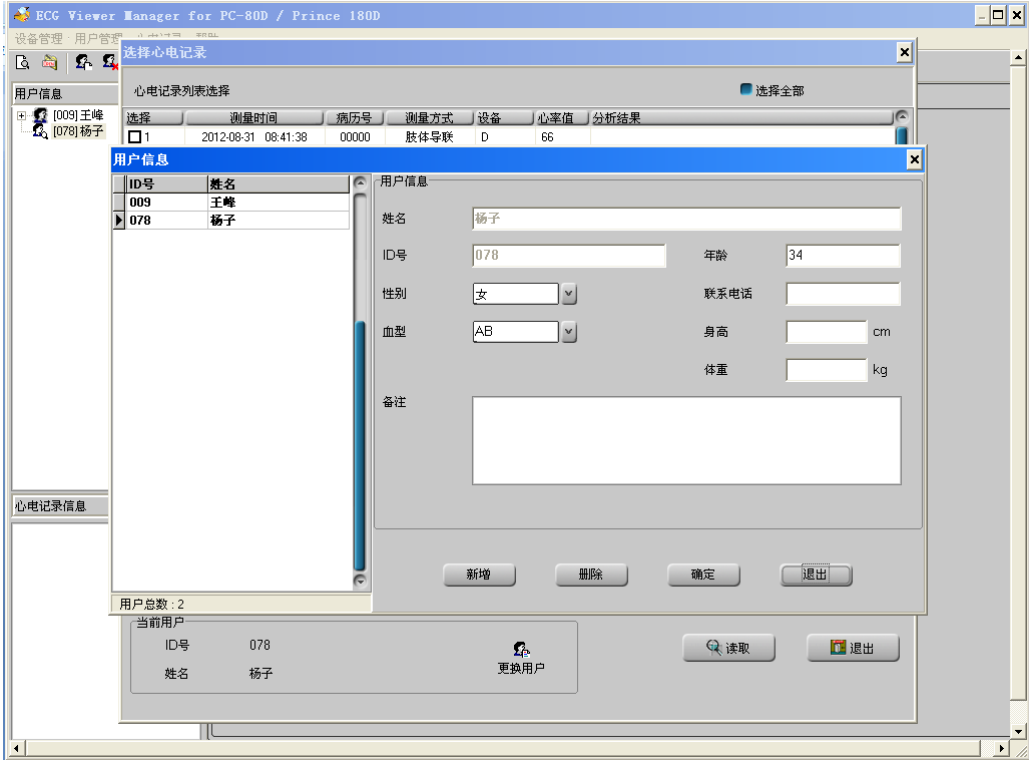 ECG Viewer Manager for PC-80D / Prince 180D
设备管理 用户管理 心电记录 帮助
选择心电记录
用户信息
[009] 王峰
[078] 杨子
心电记录列表选择
选择全部
选择 测量时间 病历号 测量方式 设备 心率值 分析结果
1 2012-08-31 08:41:38 00000 肢体导联 D 66
用户信息
ID号 姓名
009 王峰
078 杨子
用户总数 : 2
用户信息
姓名 杨子
ID号 078 年龄 34
性别 女 联系电话
血型 AB 身高 cm
体重 kg
备注
新增 删除 确定 退出
心电记录信息
当前用户
ID号 078
姓名 杨子
更换用户
读取 退出